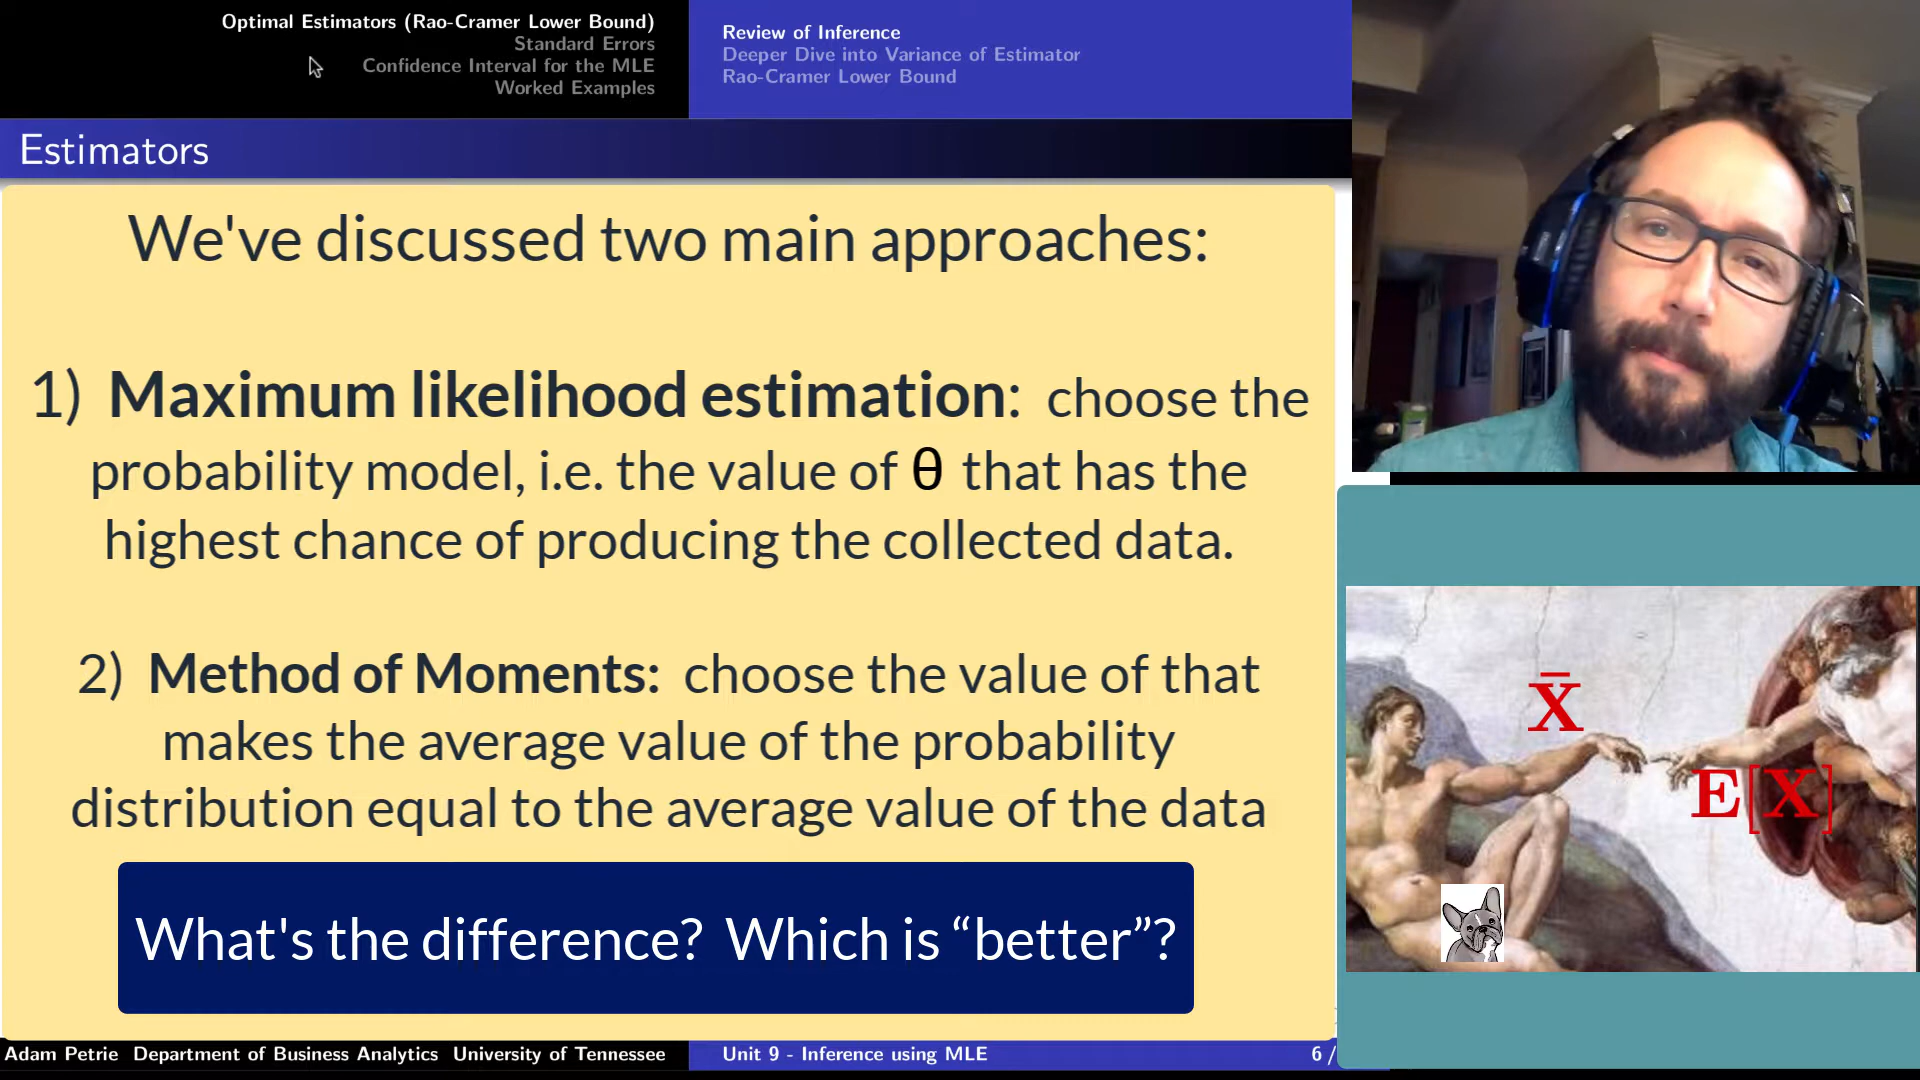 Optimal Estimators (Rao-Cramer Lower Bound)
Standard Errors
Confidence Interval for the MLE
Worked Examples
Review of Inference
Deeper Dive into Variance of Estimator
Rao-Cramer Lower Bound
Estimators
We've discussed two main approaches:
1) Maximum likelihood estimation: choose the
probability model, i.e. the value of θ that has the
highest chance of producing the collected data.
2) Method of Moments: choose the value of that
makes the average value of the probability
distribution equal to the average value of the data
What's the difference? Which is “better”?
X̄
E[X]
Adam Petrie Department of Business Analytics University of Tennessee
Unit 9 - Inference using MLE
6 /